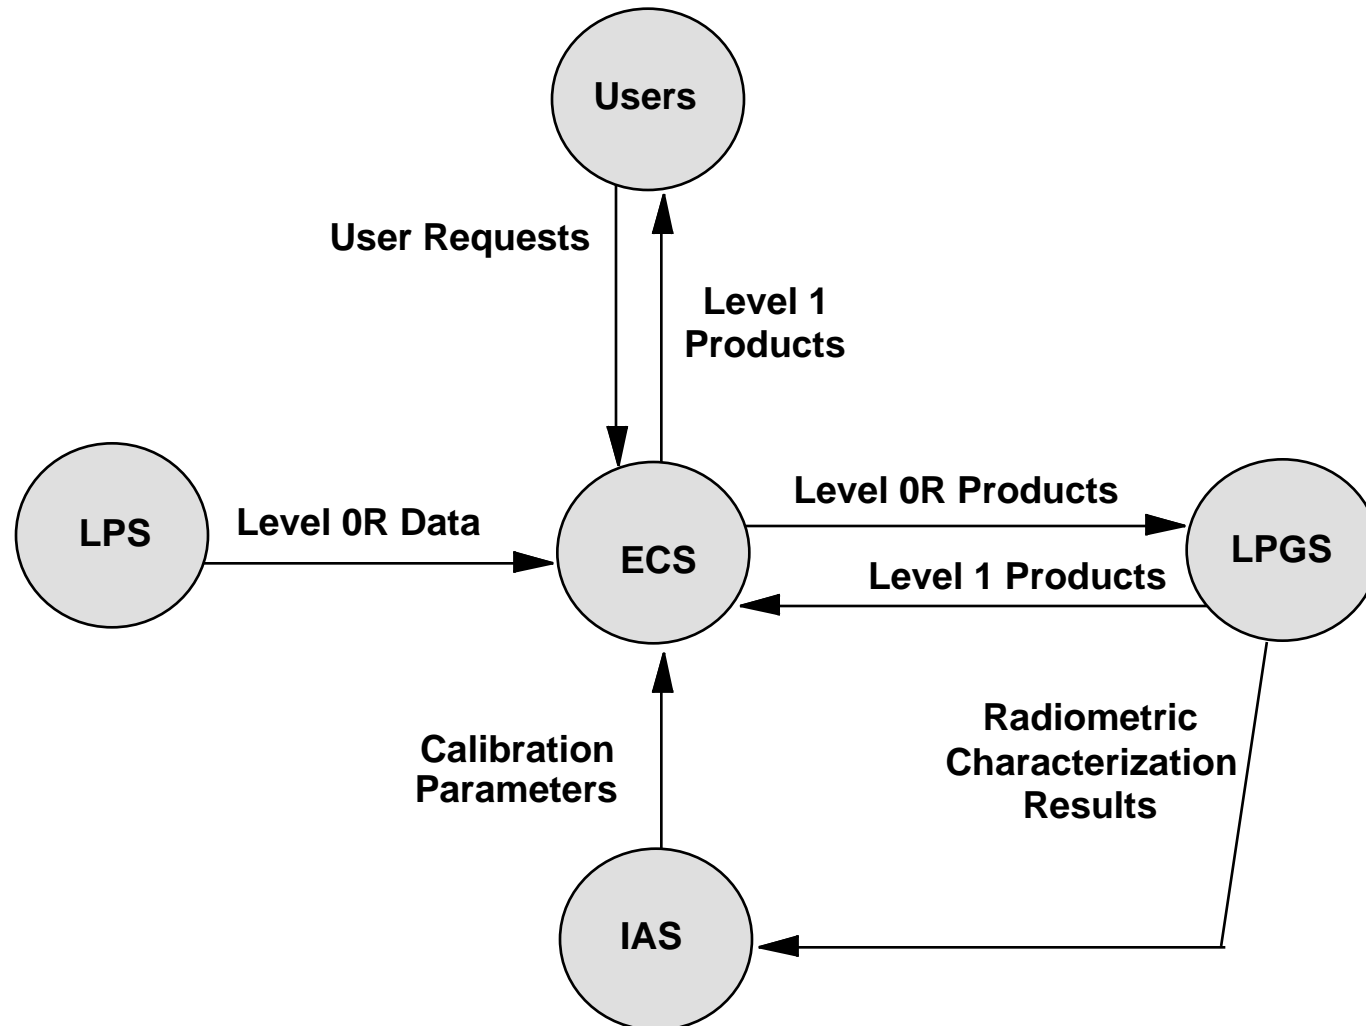 Users
User Requests
Level 1
Products
LPS
Level 0R Data
ECS
Level 0R Products
Level 1 Products
LPGS
Calibration
Parameters
Radiometric
Characterization
Results
IAS